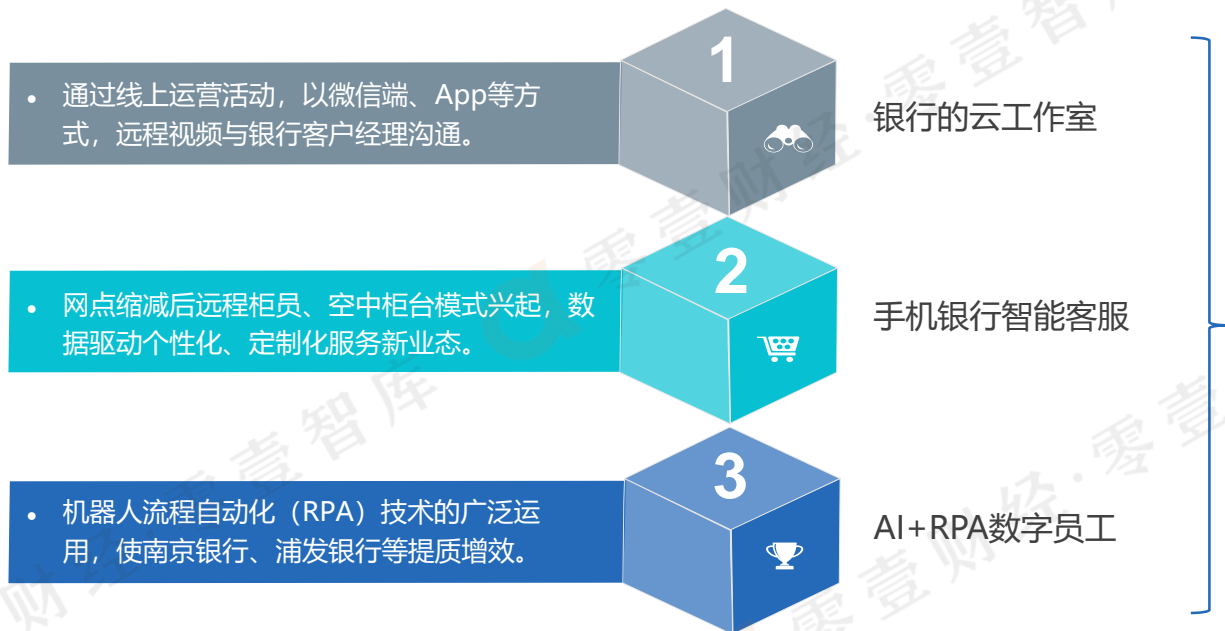 1
• 通过线上运营活动，以微信端、App等方
式，远程视频与银行客户经理沟通。
银行的云工作室
2
• 网点缩减后远程柜员、空中柜台模式兴起，数
据驱动个性化、定制化服务新业态。
手机银行智能客服
3
• 机器人流程自动化（RPA）技术的广泛运
用，使南京银行、浦发银行等提质增效。
AI+RPA数字员工
零壹财经·零壹智库